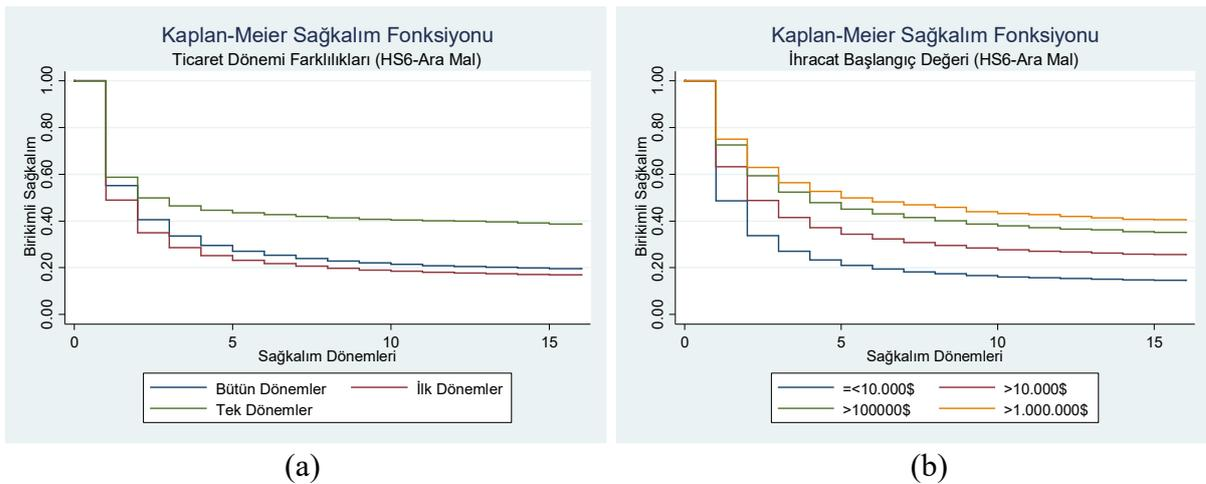 Kaplan-Meier Sağkalım Fonksiyonu
Ticaret Dönemi Farklılıkları (HS6-Ara Mal)
Birikimli Sağkalım
1.00
0.80
0.60
0.40
0.20
0.00
0 5 10 15
Sağkalım Dönemleri
Bütün Dönemler İlk Dönemler
Tek Dönemler
(a)
Kaplan-Meier Sağkalım Fonksiyonu
İhracat Başlangıç Değeri (HS6-Ara Mal)
Birikimli Sağkalım
1.00
0.80
0.60
0.40
0.20
0.00
0 5 10 15
Sağkalım Dönemleri
=<10.000$ >10.000$
>100000$ >1.000.000$
(b)